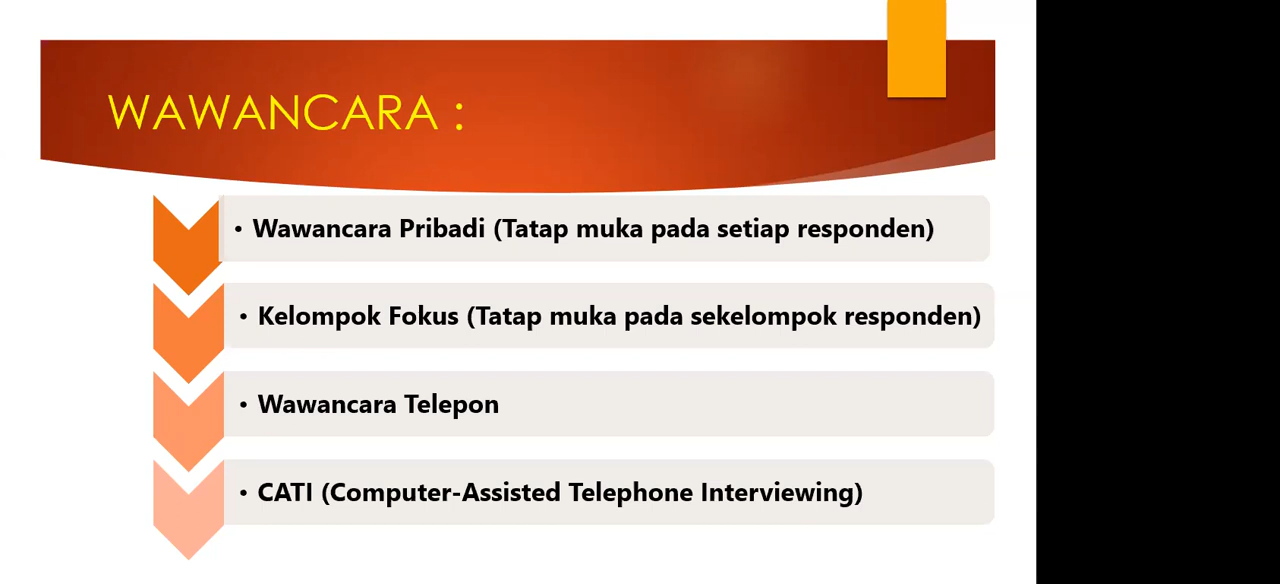 WAWANCARA :
• Wawancara Pribadi (Tatap muka pada setiap responden)
• Kelompok Fokus (Tatap muka pada sekelompok responden)
• Wawancara Telepon
• CATI (Computer-Assisted Telephone Interviewing)